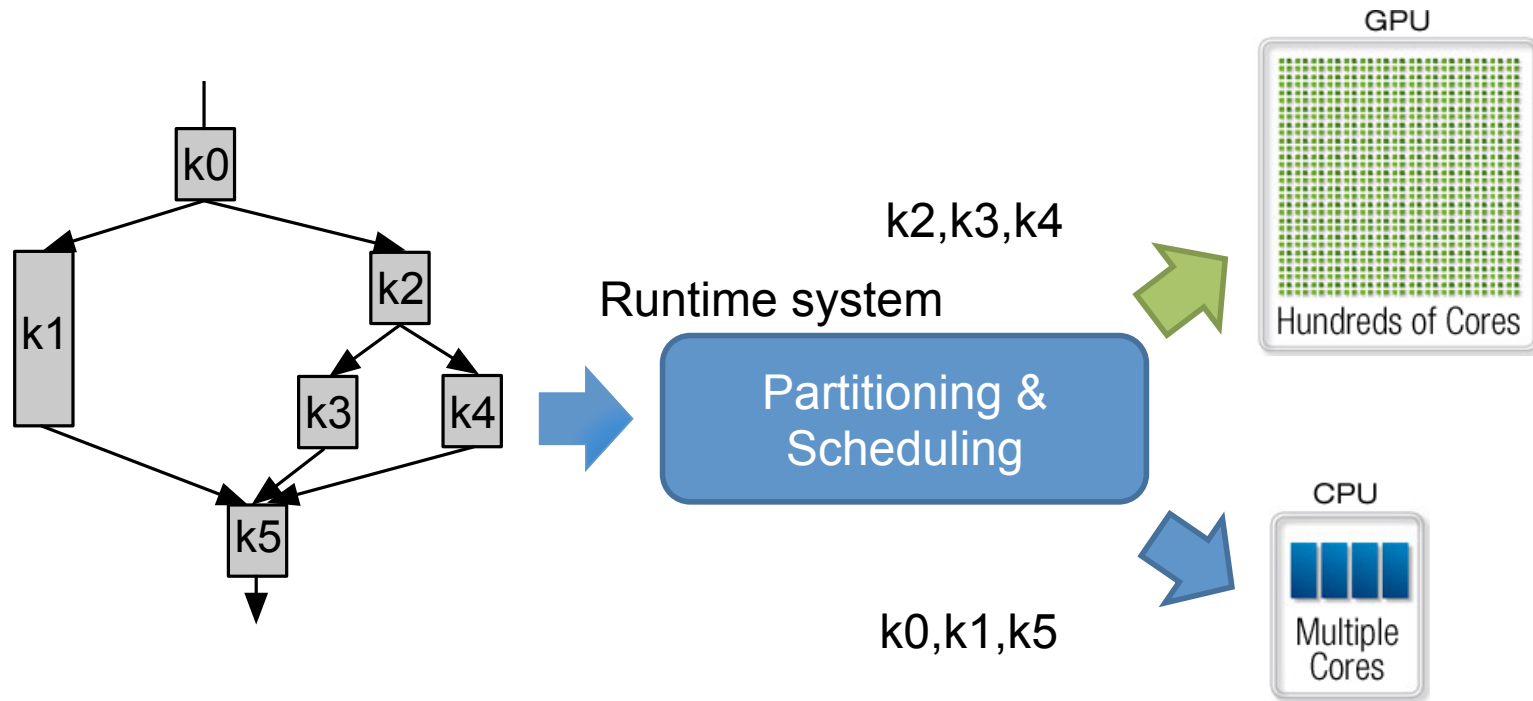 k0
k1
k2
k3
k4
k5
Runtime system
Partitioning &
Scheduling
k2,k3,k4
k0,k1,k5
GPU
Hundreds of Cores
CPU
Multiple
Cores